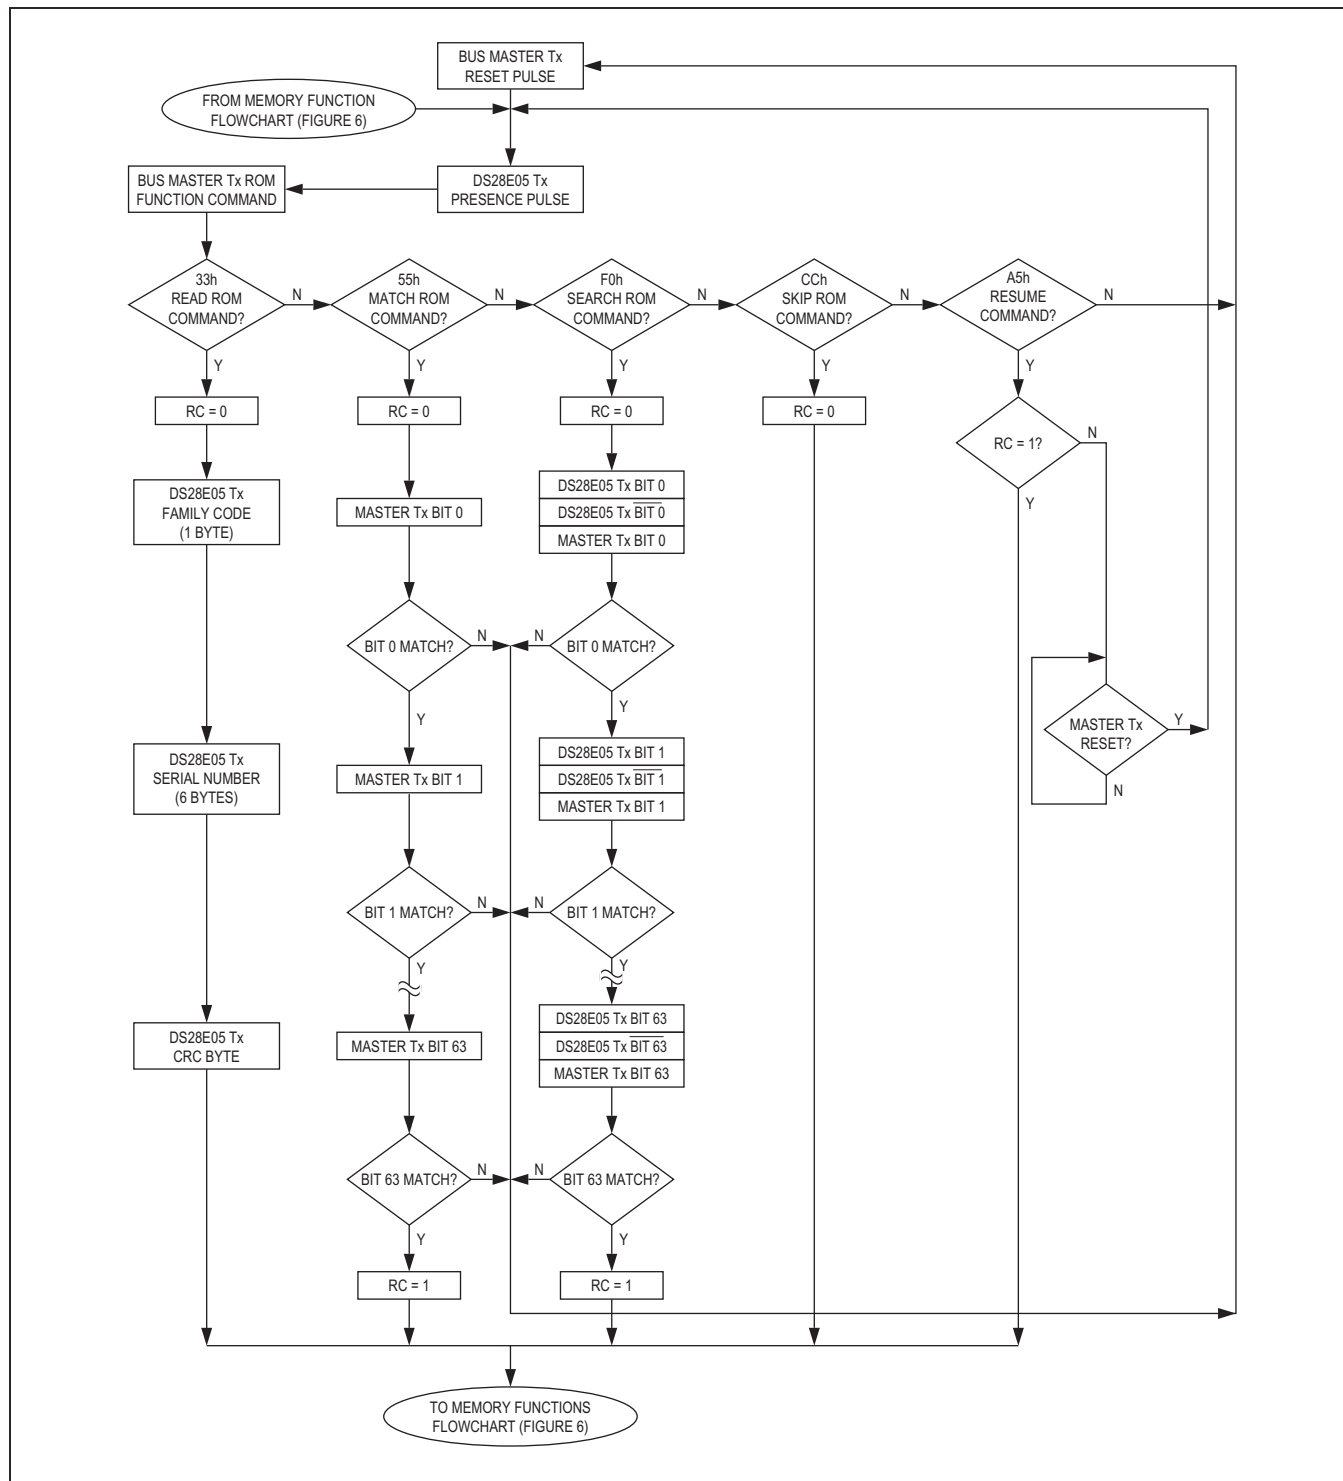 BUS MASTER Tx
RESET PULSE
FROM MEMORY FUNCTION
FLOWCHART (FIGURE 6)
BUS MASTER Tx ROM
FUNCTION COMMAND
DS28E05 Tx
PRESENCE PULSE
33h
READ ROM
COMMAND?
N
55h
MATCH ROM
COMMAND?
N
F0h
SEARCH ROM
COMMAND?
N
CCh
SKIP ROM
COMMAND?
N
A5h
RESUME
COMMAND?
N
Y
Y
Y
Y
Y
RC = 0
RC = 0
RC = 0
RC = 0
RC = 1?
N
Y
DS28E05 Tx
FAMILY CODE
(1 BYTE)
MASTER Tx BIT 0
DS28E05 Tx BIT 0
DS28E05 Tx B̅I̅T̅ ̅0̅
MASTER Tx BIT 0
BIT 0 MATCH?
N
N
BIT 0 MATCH?
Y
Y
MASTER Tx
RESET?
Y
N
DS28E05 Tx
SERIAL NUMBER
(6 BYTES)
MASTER Tx BIT 1
DS28E05 Tx BIT 1
DS28E05 Tx B̅I̅T̅ ̅1̅
MASTER Tx BIT 1
BIT 1 MATCH?
N
N
BIT 1 MATCH?
Y
Y
DS28E05 Tx
CRC BYTE
MASTER Tx BIT 63
DS28E05 Tx BIT 63
DS28E05 Tx B̅I̅T̅ ̅6̅3̅
MASTER Tx BIT 63
BIT 63 MATCH?
N
N
BIT 63 MATCH?
Y
Y
RC = 1
RC = 1
TO MEMORY FUNCTIONS
FLOWCHART (FIGURE 6)